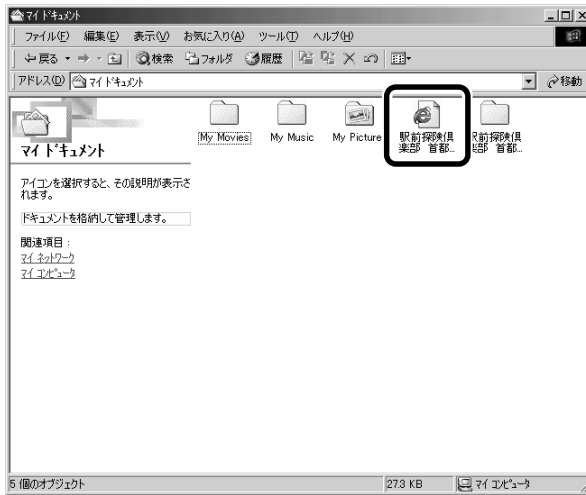 マイ ドキュメント
ファイル(F) 編集(E) 表示(V) お気に入り(A) ツール(T) ヘルプ(H)
戻る 検索 フォルダ 履歴
アドレス(D) マイ ドキュメント 移動
マイ ドキュメント
アイコンを選択すると、その説明が表示さ
れます。
ドキュメントを格納して管理します。
関連項目:
マイ ネットワーク
マイ コンピュータ
My Movies
My Music
My Picture
駅前探険倶
楽部 首都...
駅前探険倶
楽部 首都...
5 個のオブジェクト 27.3 KB マイ コンピュータ